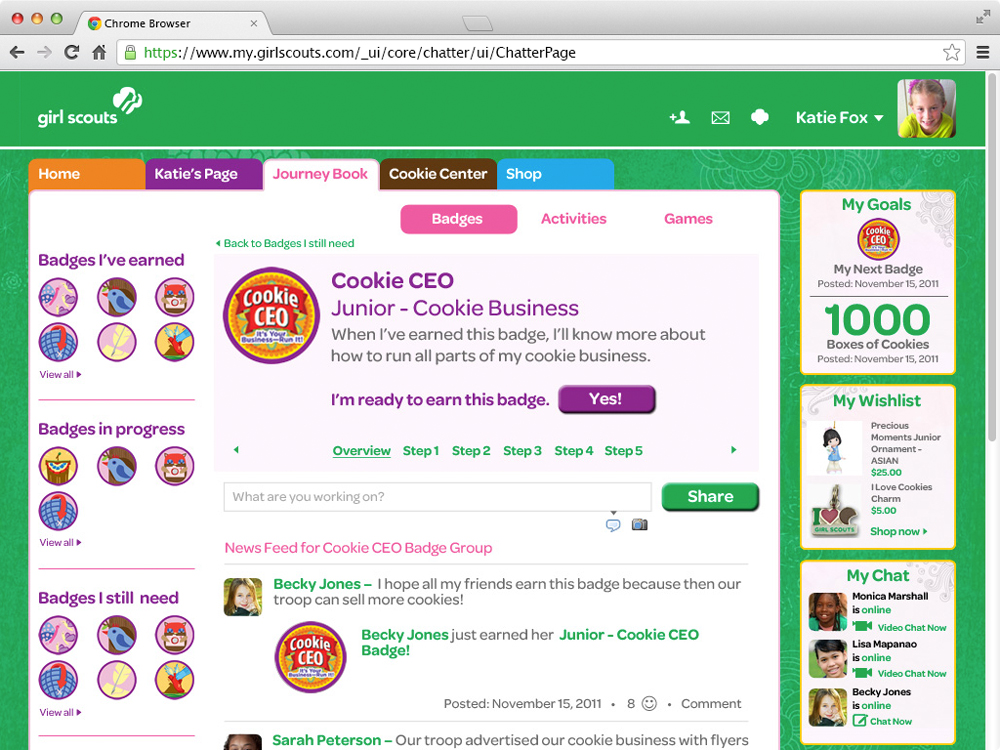 Chrome Browser
https://www.my.girlscouts.com/_ui/core/chatter/ui/ChatterPage
girl scouts
Katie Fox
Home
Katie's Page
Journey Book
Cookie Center
Shop
Badges
Activities
Games
Back to Badges I still need
Badges I've earned
View all
Badges in progress
View all
Badges I still need
View all
Cookie CEO
It's Your
Business—Run It!
Cookie CEO
Junior - Cookie Business
When I've earned this badge, I'll know more about
how to run all parts of my cookie business.
I'm ready to earn this badge.
Yes!
Overview
Step 1
Step 2
Step 3
Step 4
Step 5
What are you working on?
Share
News Feed for Cookie CEO Badge Group
Becky Jones – I hope all my friends earn this badge because then our
troop can sell more cookies!
Cookie CEO
It's Your
Business—Run It!
Becky Jones just earned her Junior - Cookie CEO
Badge!
Posted: November 15, 2011 • 8 • Comment
Sarah Peterson – Our troop advertised our cookie business with flyers
My Goals
Cookie CEO
My Next Badge
Posted: November 15, 2011
1000
Boxes of Cookies
Posted: November 15, 2011
My Wishlist
Precious
Moments Junior
Ornament -
ASIAN
$25.00
I Love Cookies
Charm
$5.00
I
GIRL SCOUTS
Shop now
My Chat
Monica Marshall
is online
Video Chat Now
Lisa Mapanao
is online
Video Chat Now
Becky Jones
is online
Chat Now